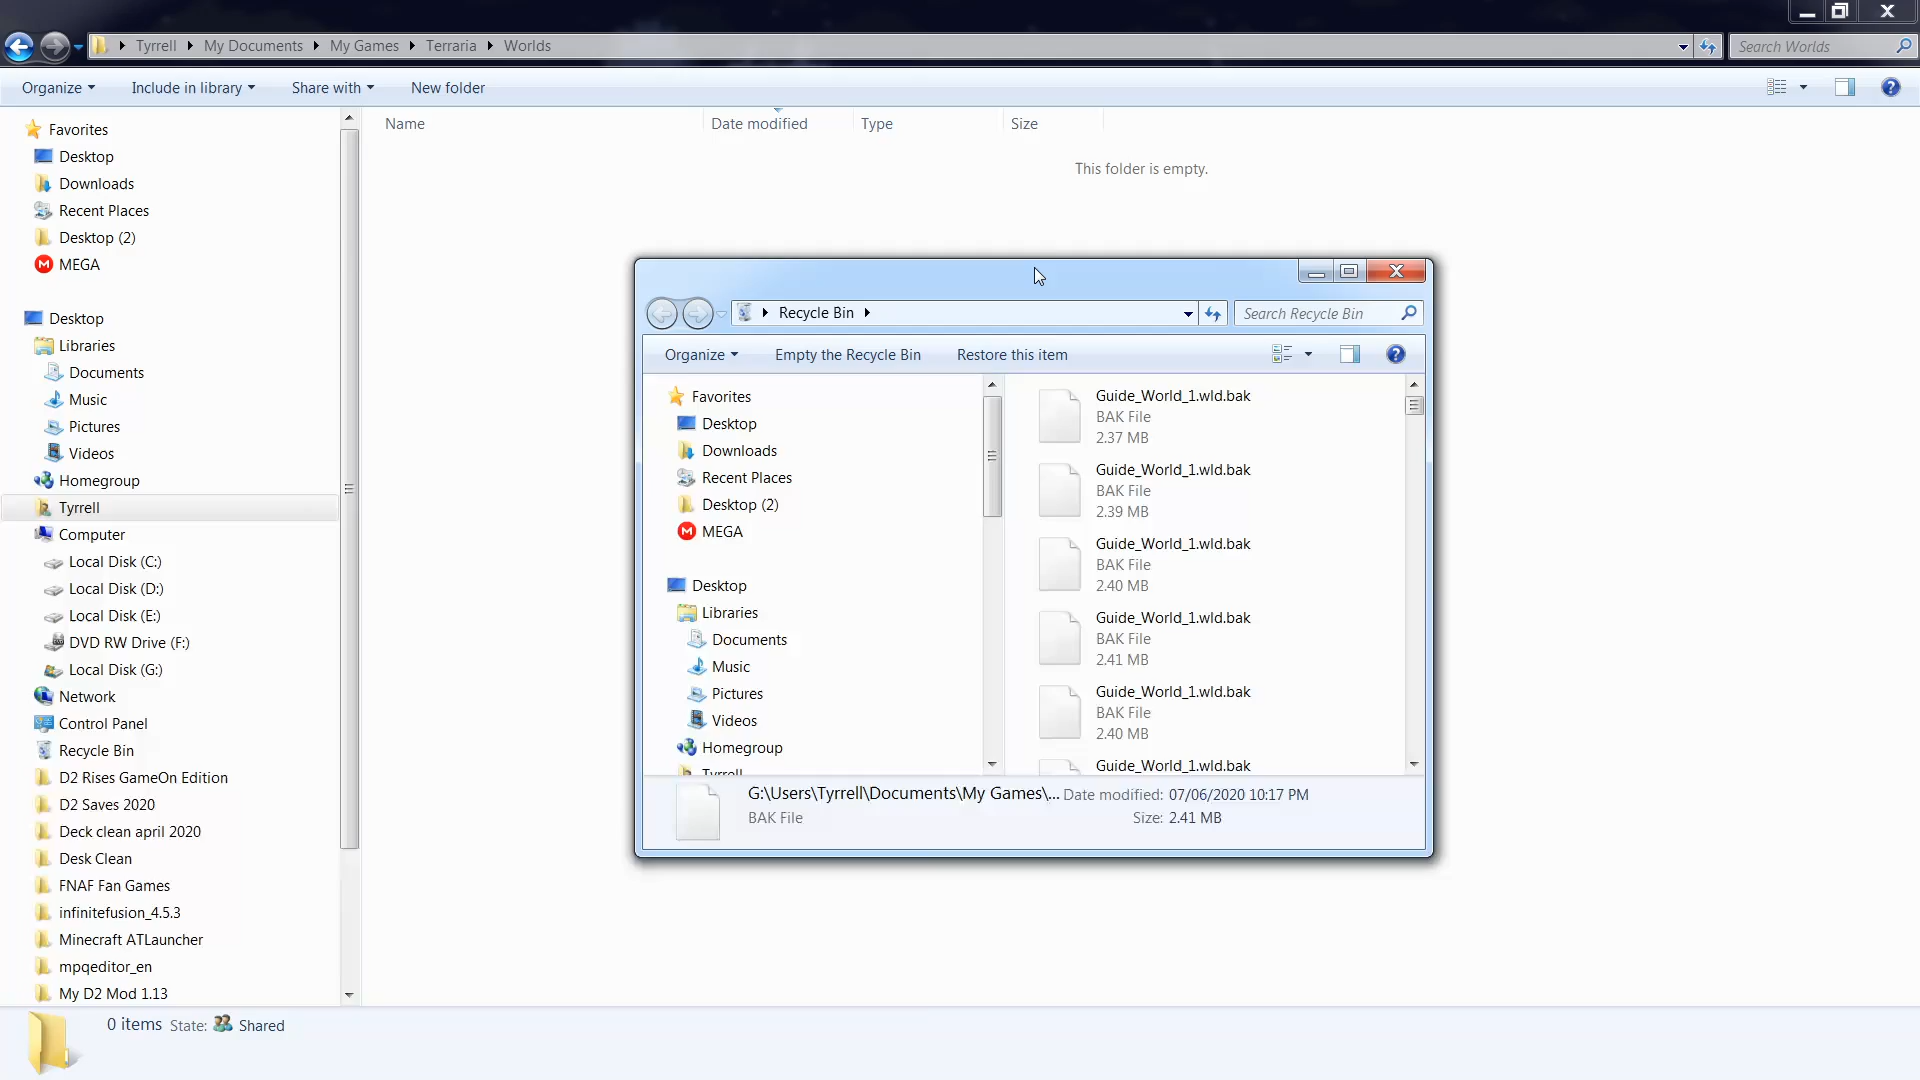 Tyrrell My Documents My Games Terraria Worlds
Search Worlds
Organize Include in library Share with New folder
Favorites
Desktop
Downloads
Recent Places
Desktop (2)
MEGA
Desktop
Libraries
Documents
Music
Pictures
Videos
Homegroup
Tyrrell
Computer
Local Disk (C:)
Local Disk (D:)
Local Disk (E:)
DVD RW Drive (F:)
Local Disk (G:)
Network
Control Panel
Recycle Bin
D2 Rises GameOn Edition
D2 Saves 2020
Deck clean april 2020
Desk Clean
FNAF Fan Games
infinitefusion_4.5.3
Minecraft ATLauncher
mpqeditor_en
My D2 Mod 1.13
Name Date modified Type Size
This folder is empty.
Recycle Bin
Search Recycle Bin
Organize Empty the Recycle Bin Restore this item
Favorites
Desktop
Downloads
Recent Places
Desktop (2)
MEGA
Desktop
Libraries
Documents
Music
Pictures
Videos
Homegroup
Tyrrell
Guide_World_1.wld.bak
BAK File
2.37 MB
Guide_World_1.wld.bak
BAK File
2.39 MB
Guide_World_1.wld.bak
BAK File
2.40 MB
Guide_World_1.wld.bak
BAK File
2.41 MB
Guide_World_1.wld.bak
BAK File
2.40 MB
Guide_World_1.wld.bak
G:\Users\Tyrrell\Documents\My Games\... Date modified: 07/06/2020 10:17 PM
BAK File Size: 2.41 MB
0 items State: Shared